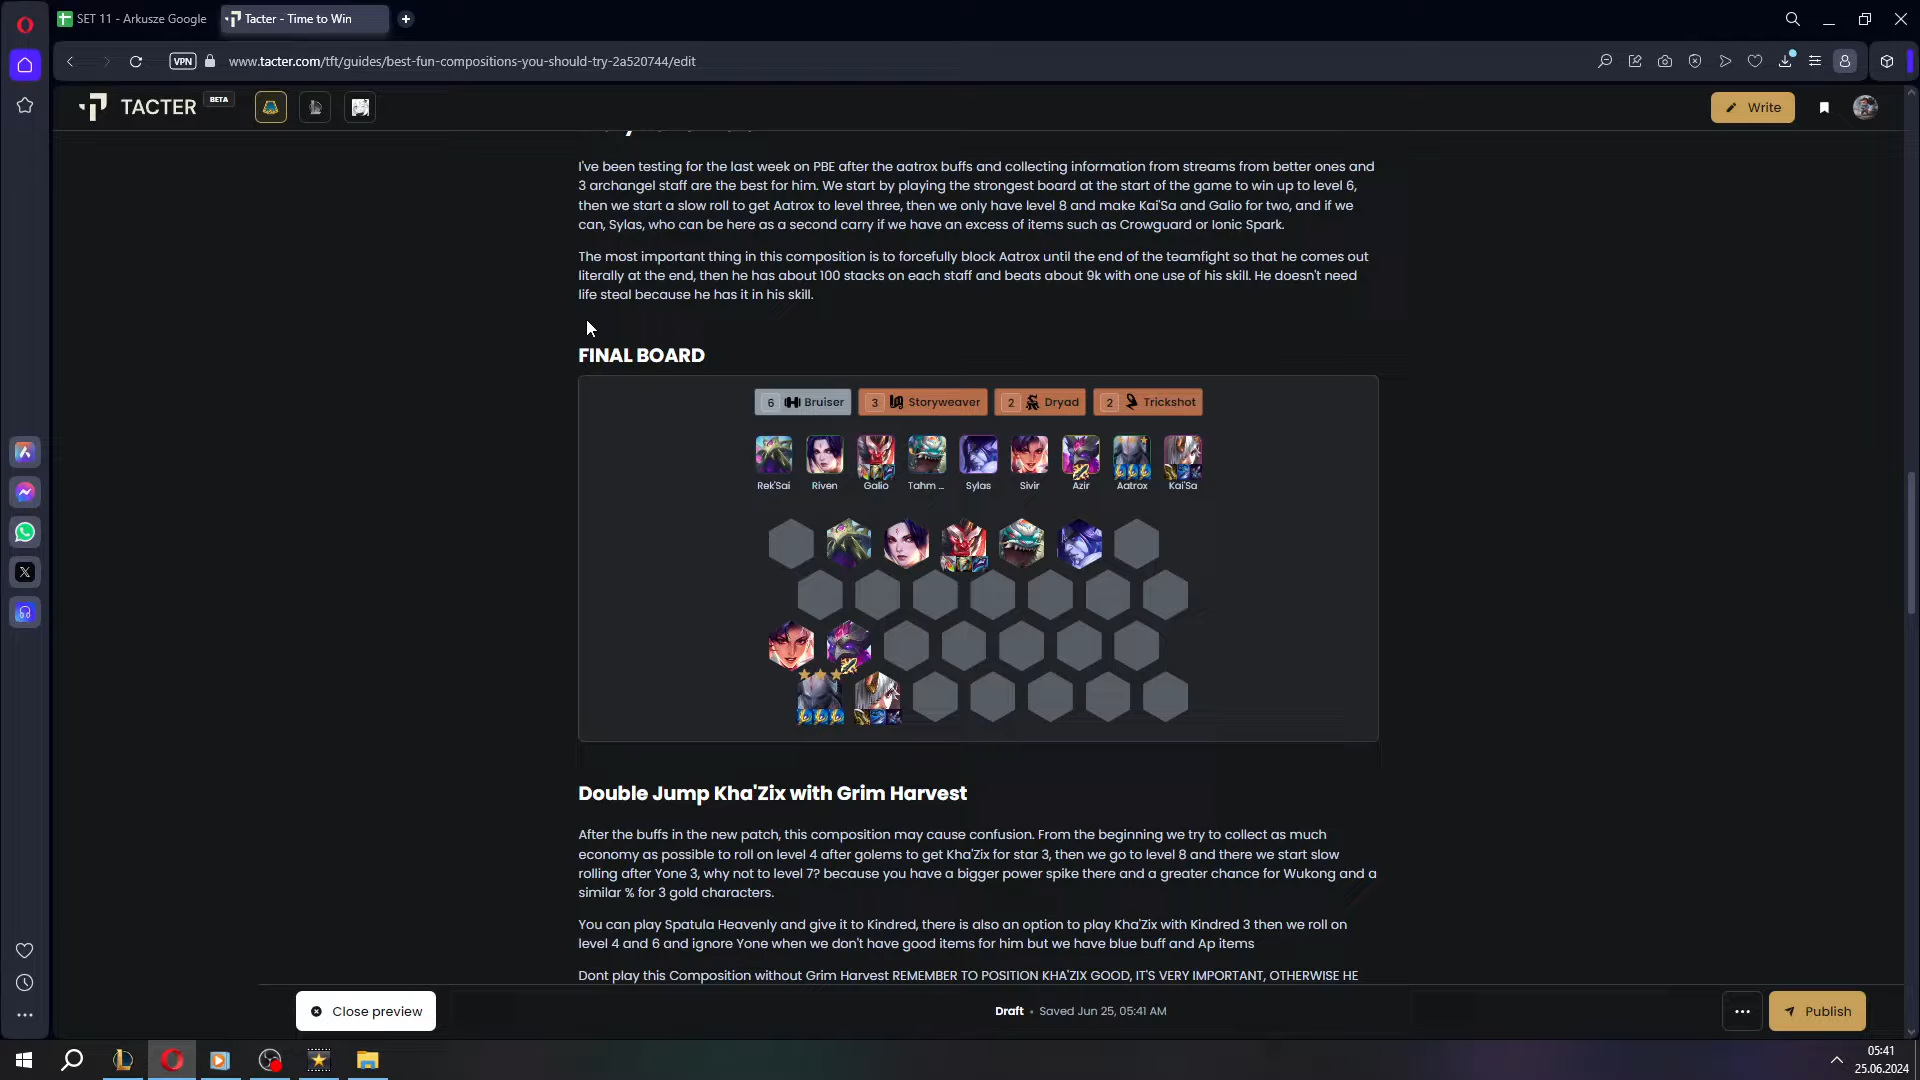 SET 11 - Arkusze Google
Tacter - Time to Win
VPN
www.tacter.com/tft/guides/best-fun-compositions-you-should-try-2a520744/edit
TACTER BETA
Write
I've been testing for the last week on PBE after the aatrox buffs and collecting information from streams from better ones and
3 archangel staff are the best for him. We start by playing the strongest board at the start of the game to win up to level 6,
then we start a slow roll to get Aatrox to level three, then we only have level 8 and make Kai'Sa and Galio for two, and if we
can, Sylas, who can be here as a second carry if we have an excess of items such as Crowguard or Ionic Spark.
The most important thing in this composition is to forcefully block Aatrox until the end of the teamfight so that he comes out
literally at the end, then he has about 100 stacks on each staff and beats about 9k with one use of his skill. He doesn't need
life steal because he has it in his skill.
FINAL BOARD
6 Bruiser
3 Storyweaver
2 Dryad
2 Trickshot
Rek'Sai
Riven
Galio
Tahm ...
Sylas
Sivir
Azir
Aatrox
Kai'Sa
Double Jump Kha'Zix with Grim Harvest
After the buffs in the new patch, this composition may cause confusion. From the beginning we try to collect as much
economy as possible to roll on level 4 after golems to get Kha'Zix for star 3, then we go to level 8 and there we start slow
rolling after Yone 3, why not to level 7? because you have a bigger power spike there and a greater chance for Wukong and a
similar % for 3 gold characters.
You can play Spatula Heavenly and give it to Kindred, there is also an option to play Kha'Zix with Kindred 3 then we roll on
level 4 and 6 and ignore Yone when we don't have good items for him but we have blue buff and Ap items
Dont play this Composition without Grim Harvest REMEMBER TO POSITION KHA'ZIX GOOD, IT'S VERY IMPORTANT, OTHERWISE HE
Close preview
Draft • Saved Jun 25, 05:41 AM
Publish
05:41
25.06.2024